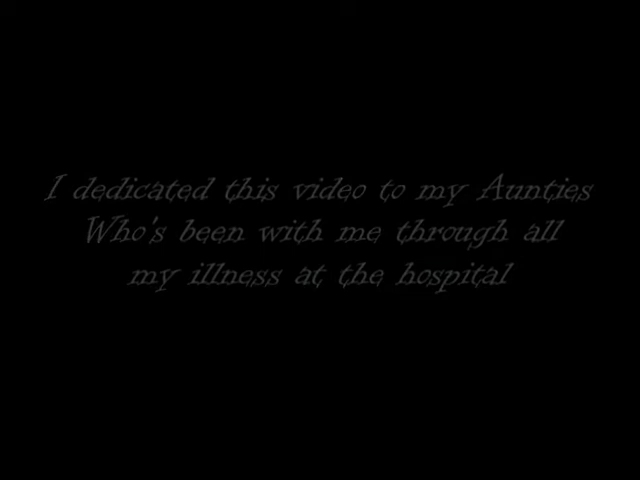 I dedicated this video to my Aunties
Who's been with me through all
my illness at the hospital